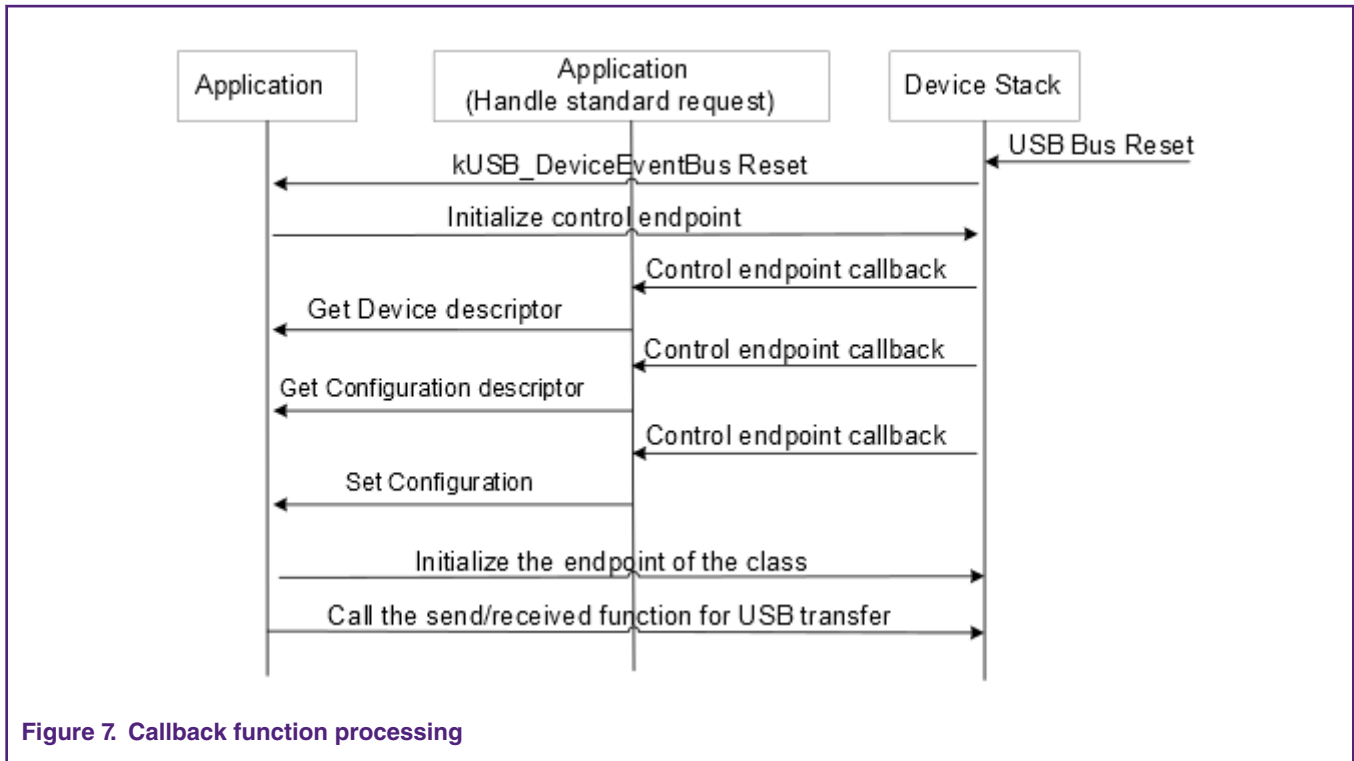 Application
Application
(Handle standard request)
Device Stack
USB Bus Reset
kUSB_DeviceEventBus Reset
Initialize control endpoint
Control endpoint callback
Get Device descriptor
Control endpoint callback
Get Configuration descriptor
Control endpoint callback
Set Configuration
Initialize the endpoint of the class
Call the send/received function for USB transfer
Figure 7. Callback function processing